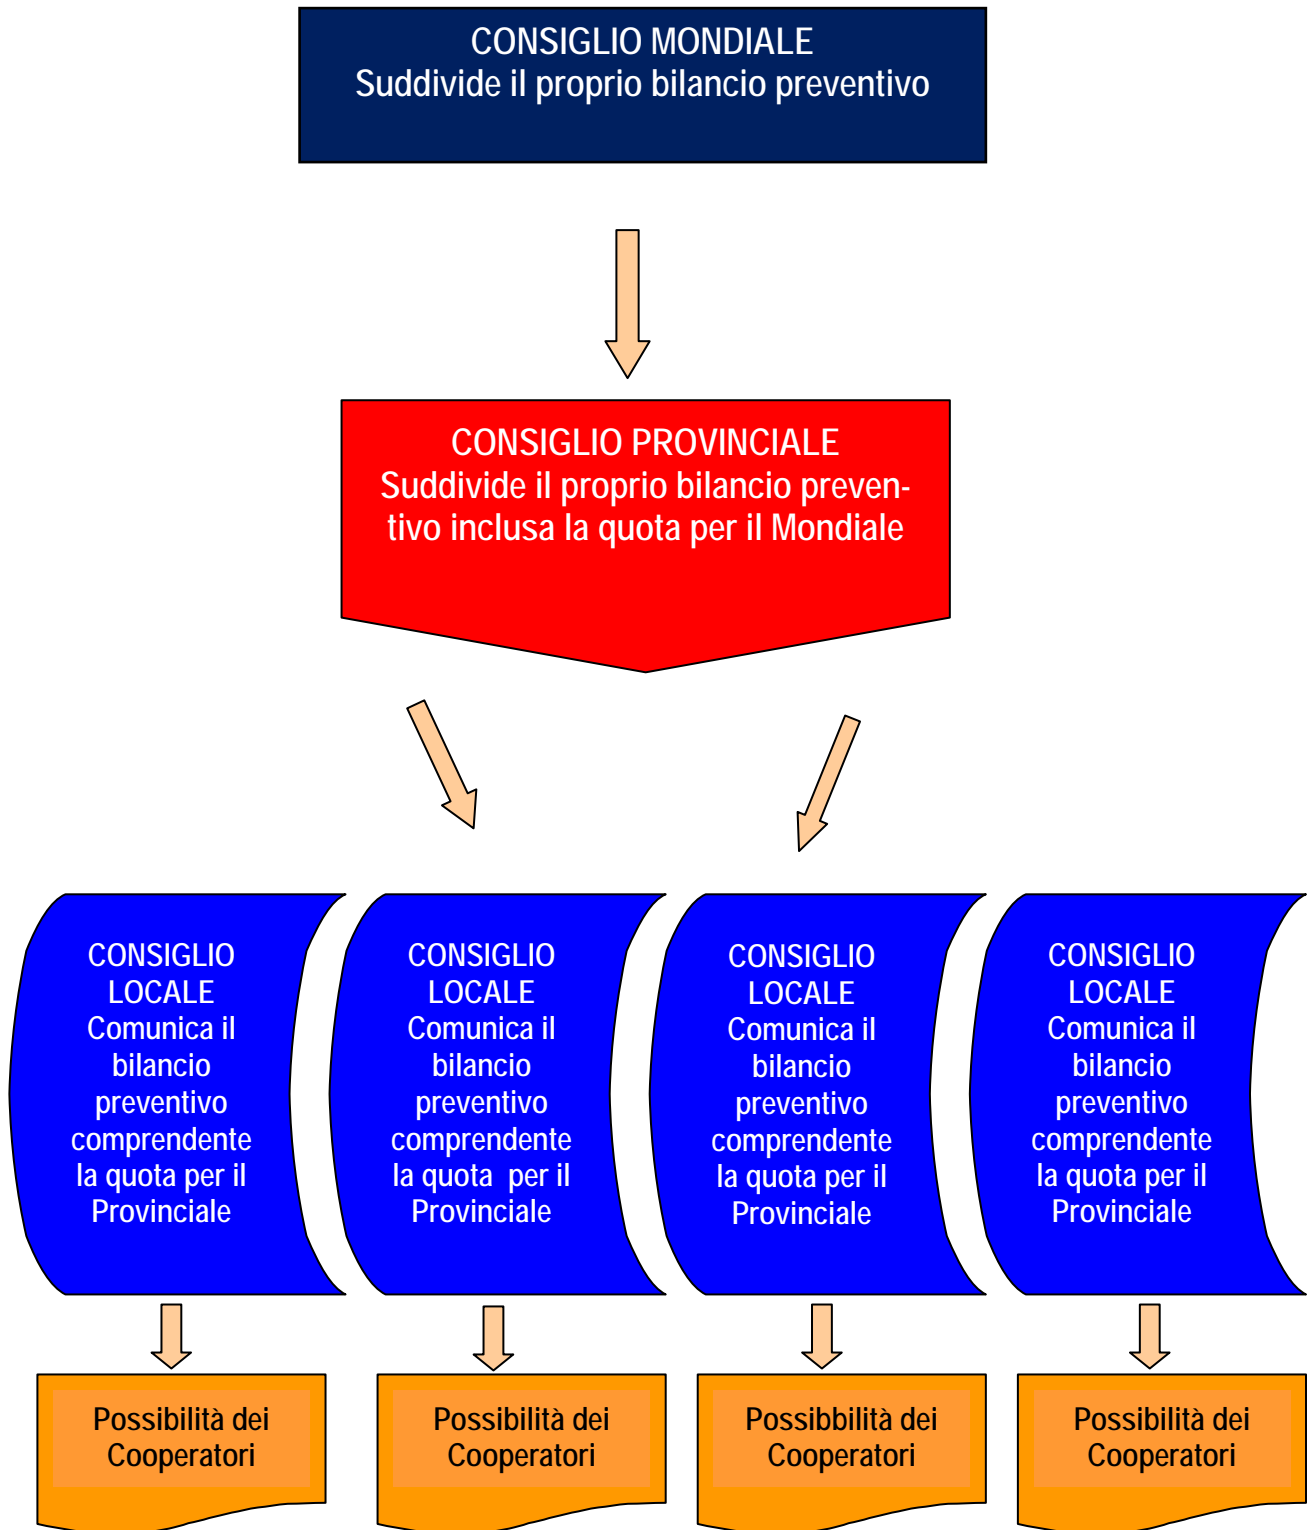 CONSIGLIO MONDIALE
Suddivide il proprio bilancio preventivo
CONSIGLIO PROVINCIALE
Suddivide il proprio bilancio preven-
tivo inclusa la quota per il Mondiale
CONSIGLIO
LOCALE
Comunica il
bilancio
preventivo
comprendente
la quota per il
Provinciale
CONSIGLIO
LOCALE
Comunica il
bilancio
preventivo
comprendente
la quota  per il
Provinciale
CONSIGLIO
LOCALE
Comunica il
bilancio
preventivo
comprendente
la quota per il
Provinciale
CONSIGLIO
LOCALE
Comunica il
bilancio
preventivo
comprendente
la quota per il
Provinciale
Possibilità dei
Cooperatori
Possibilità dei
Cooperatori
Possibbilità dei
Cooperatori
Possibilità dei
Cooperatori